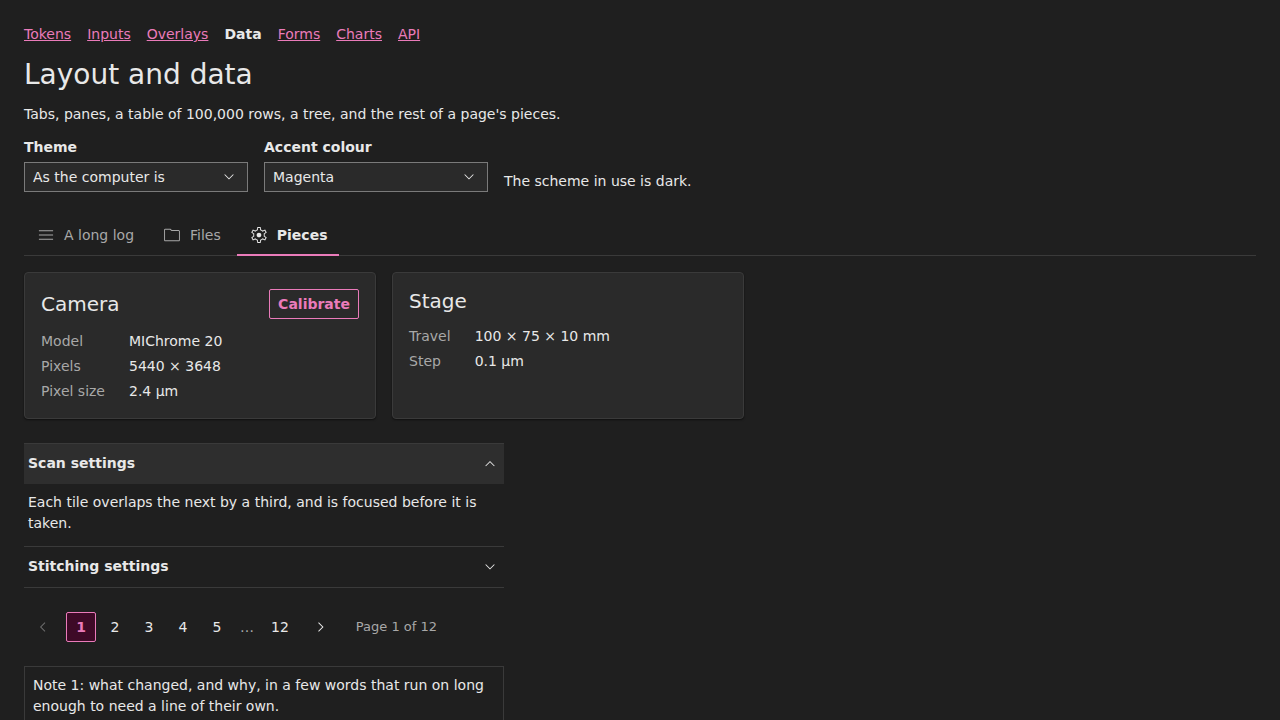 Tokens Inputs Overlays Data Forms Charts API
Layout and data
Tabs, panes, a table of 100,000 rows, a tree, and the rest of a page's pieces.
Theme Accent colour
As the computer is Magenta The scheme in use is dark.
A long log Files Pieces
Camera Calibrate
Model MIChrome 20
Pixels 5440 × 3648
Pixel size 2.4 µm
Stage
Travel 100 × 75 × 10 mm
Step 0.1 µm
Scan settings
Each tile overlaps the next by a third, and is focused before it is
taken.
Stitching settings
1 2 3 4 5 … 12 Page 1 of 12
Note 1: what changed, and why, in a few words that run on long
enough to need a line of their own.